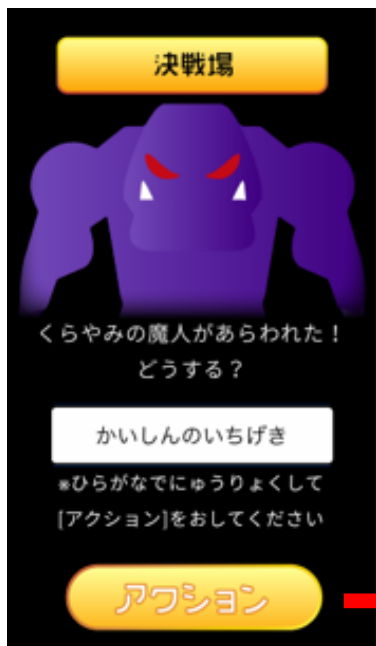 決戦場
くらやみの魔人があらわれた！
どうする？
かいしんのいちげき
※ひらがなでにゅうりょくして
[アクション]をおしてください
アクション